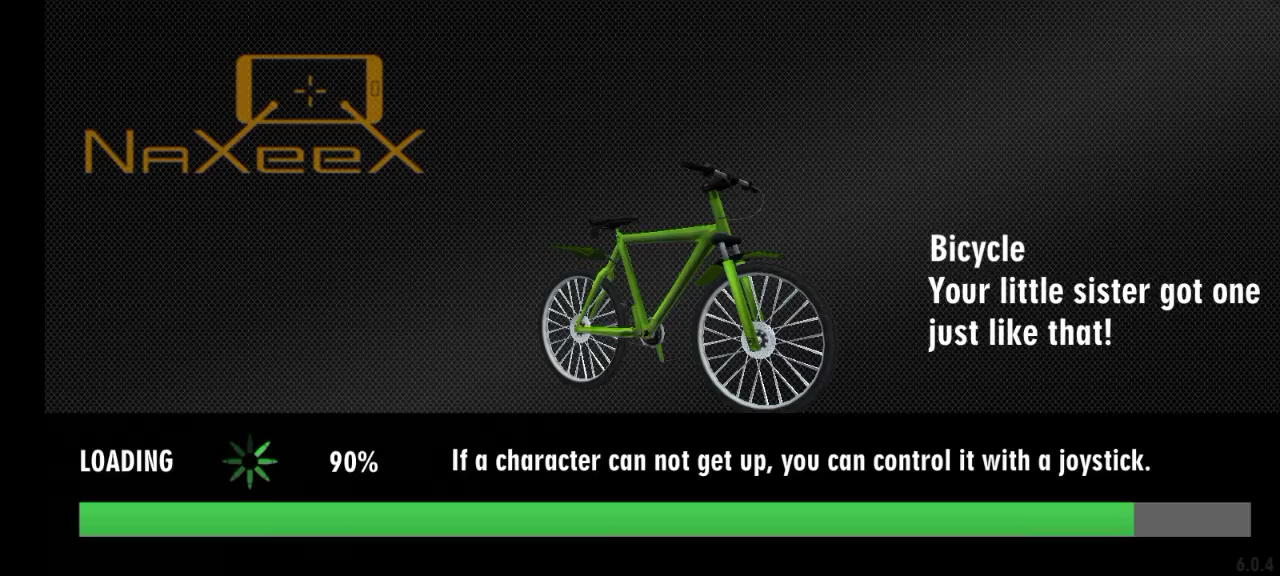 NaXeeX
Bicycle
Your little sister got one
just like that!
LOADING
90%
If a character can not get up, you can control it with a joystick.
6.0.4